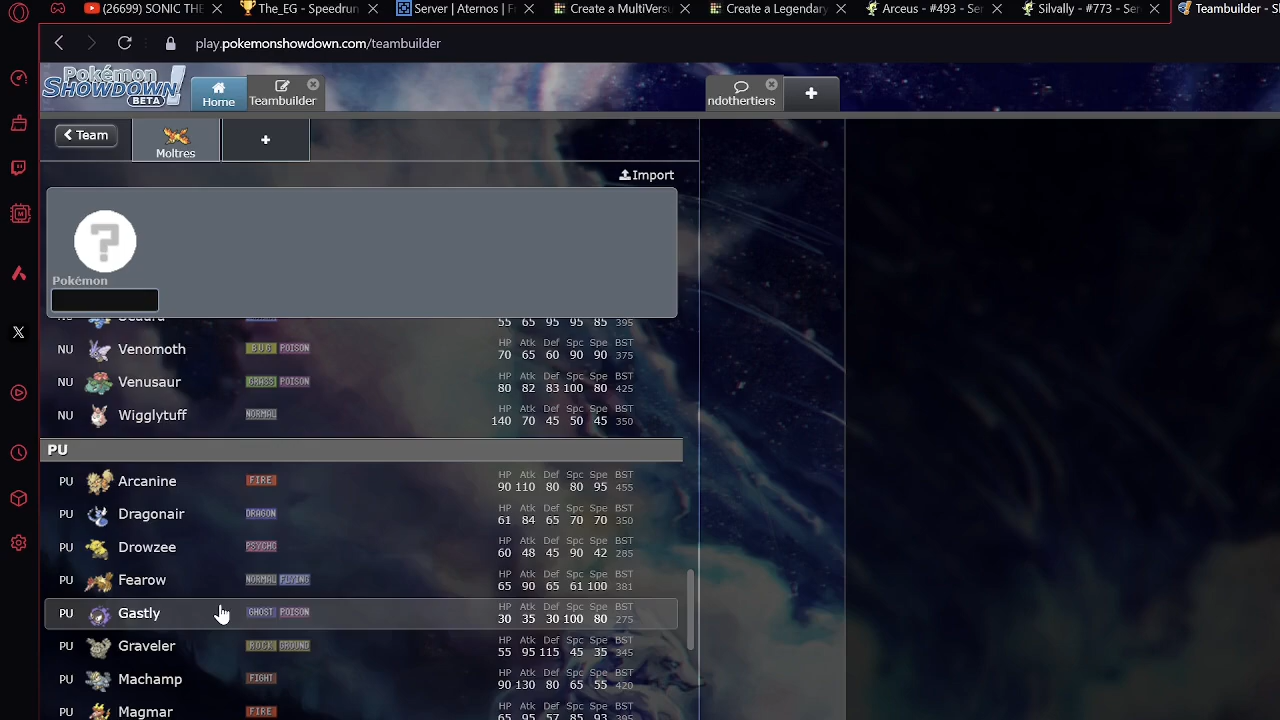 (26699) SONIC THE
The_EG - Speedrun
Server | Aternos | F
Create a MultiVersu
Create a Legendary
Arceus - #493 - Ser
Silvally - #773 - Ser
Teambuilder - S
play.pokemonshowdown.com/teambuilder
Pokémon
SHOWDOWN!
BETA
Home
Teambuilder
ndothertiers
+
Team
Moltres
+
Import
?
Pokémon
55 65 95 95 85 395
HP Atk Def Spc Spe BST
NU Venomoth BUG POISON 70 65 60 90 90 375
HP Atk Def Spc Spe BST
NU Venusaur GRASS POISON 80 82 83 100 80 425
HP Atk Def Spc Spe BST
NU Wigglytuff NORMAL 140 70 45 50 45 350
PU
HP Atk Def Spc Spe BST
PU Arcanine FIRE 90 110 80 80 95 455
HP Atk Def Spc Spe BST
PU Dragonair DRAGON 61 84 65 70 70 350
HP Atk Def Spc Spe BST
PU Drowzee PSYCHC 60 48 45 90 42 285
HP Atk Def Spc Spe BST
PU Fearow NORMAL FLYING 65 90 65 61 100 381
HP Atk Def Spc Spe BST
PU Gastly GHOST POISON 30 35 30 100 80 275
HP Atk Def Spc Spe BST
PU Graveler ROCK GROUND 55 95 115 45 35 345
HP Atk Def Spc Spe BST
PU Machamp FIGHT 90 130 80 65 55 420
HP Atk Def Spc Spe BST
PU Magmar FIRE 65 95 57 85 93 395